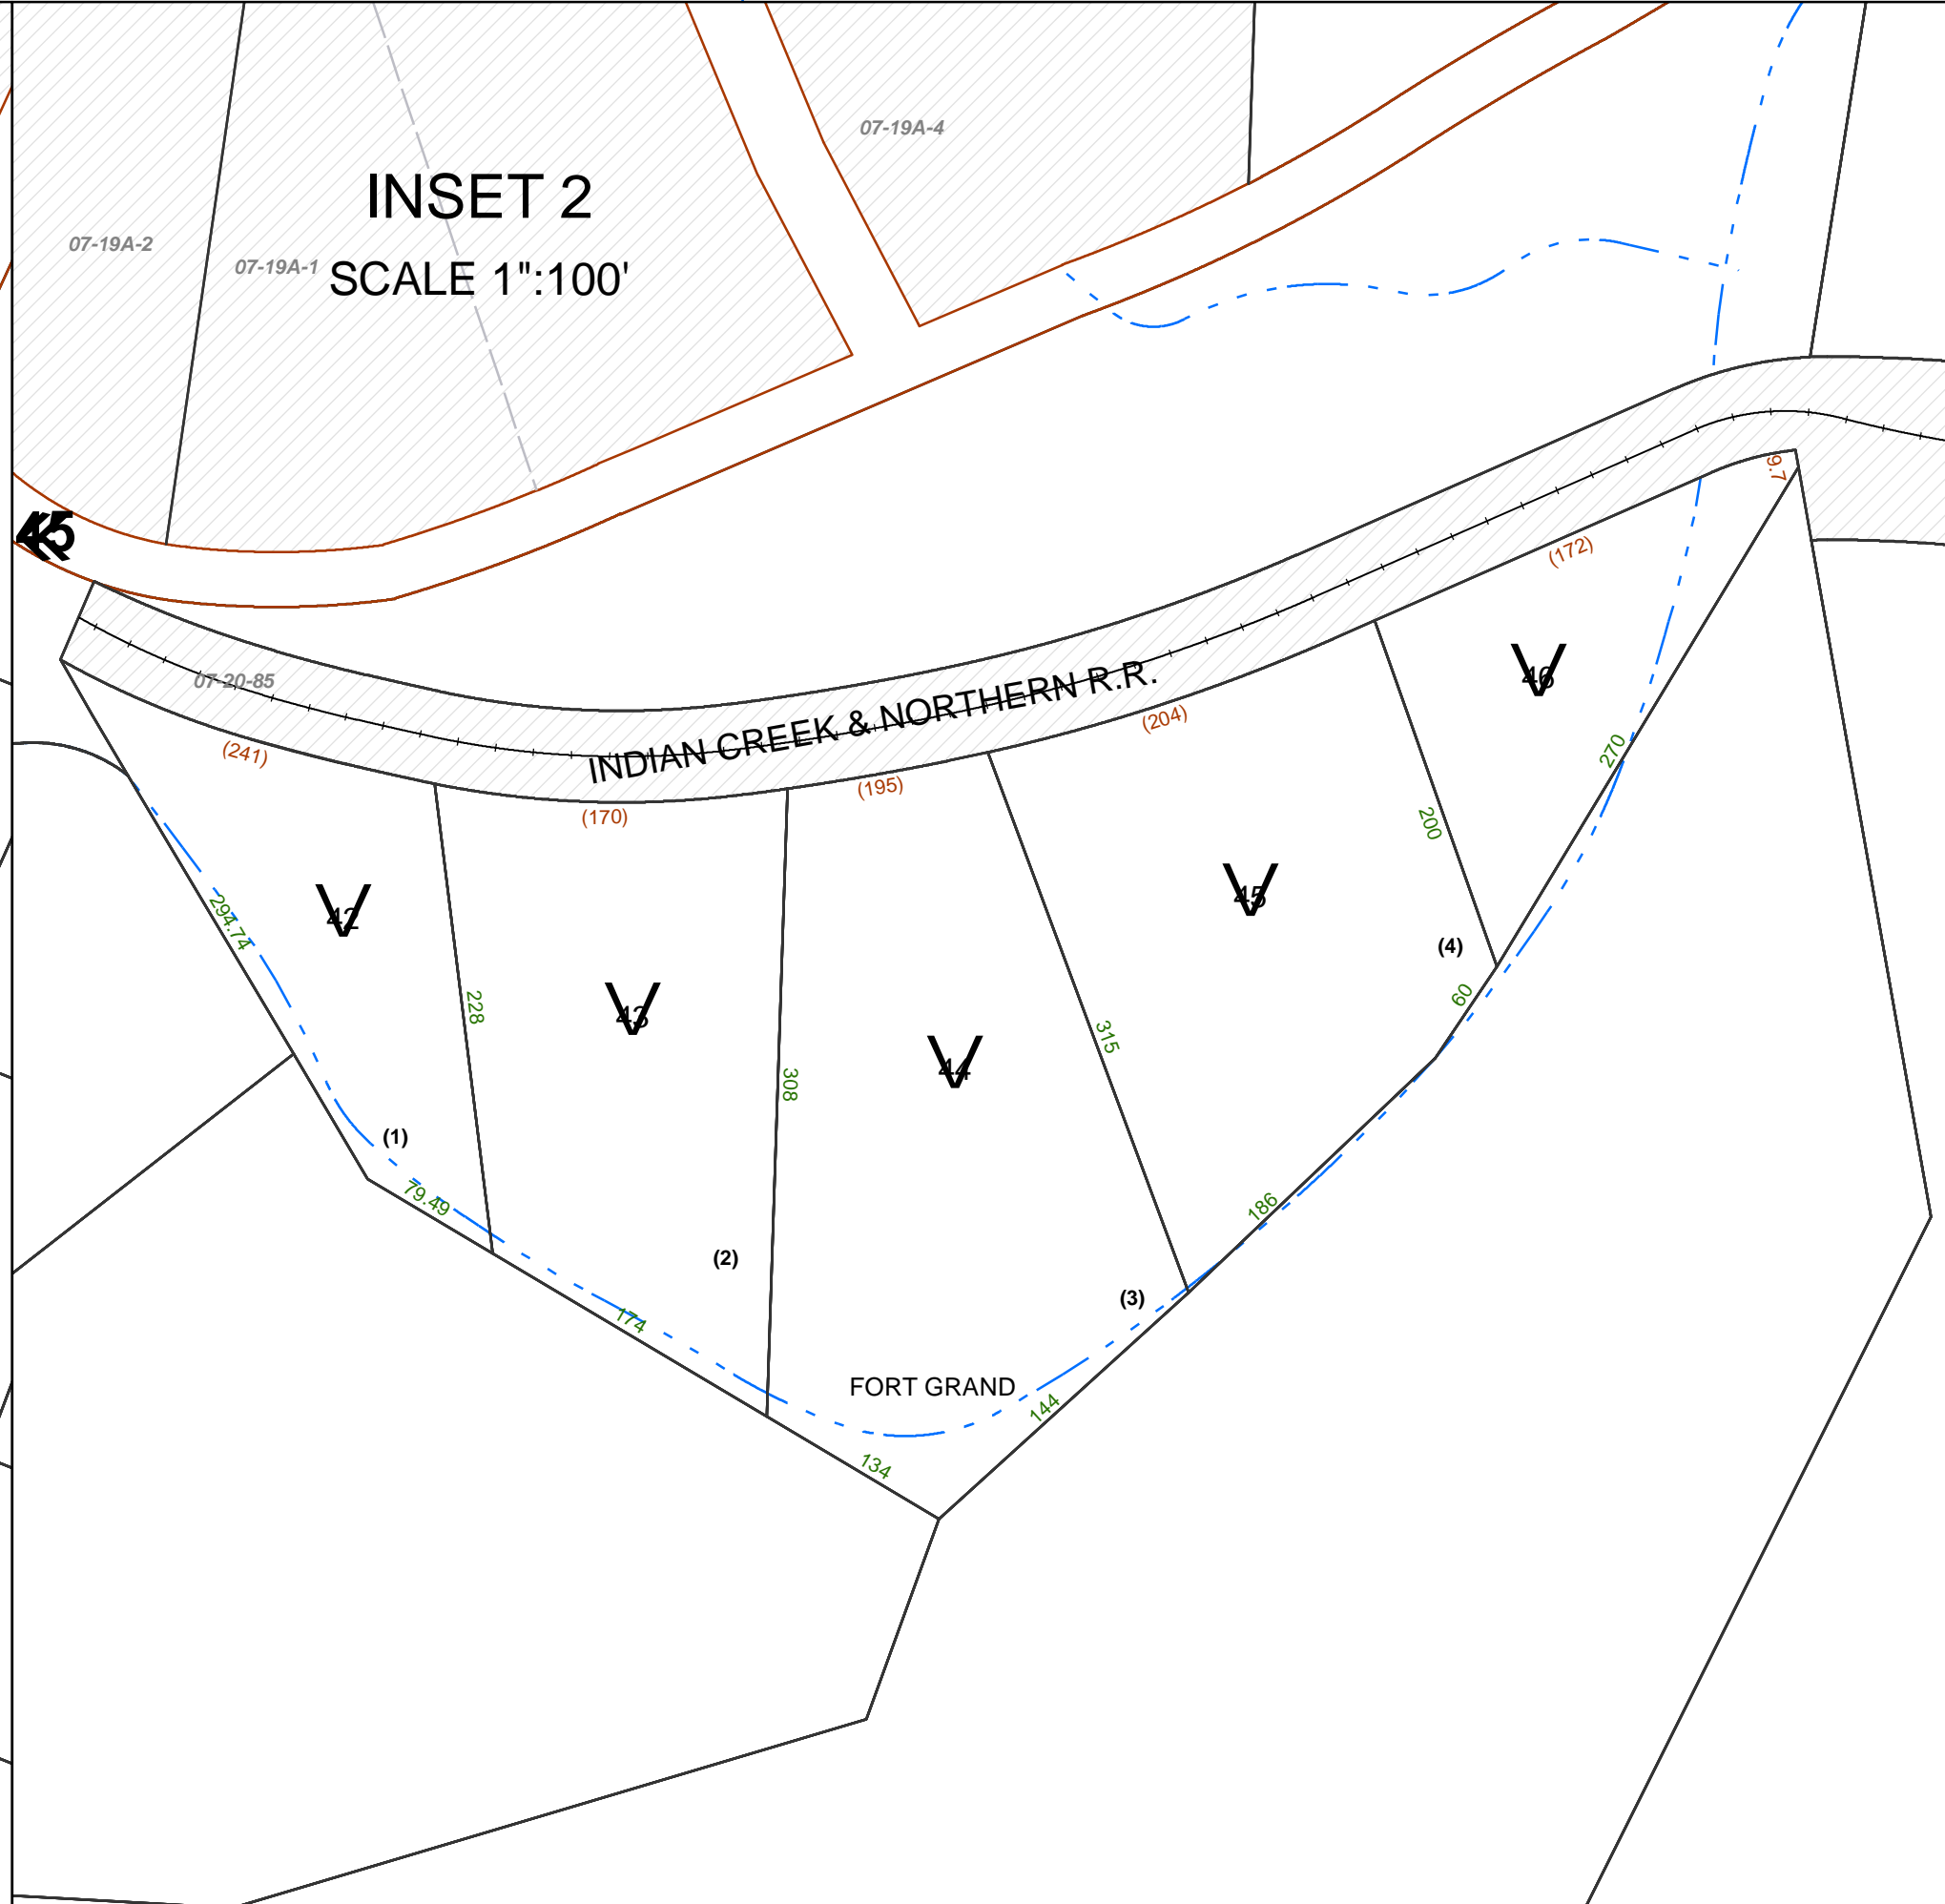 07-19A-4
INSET 2
07-19A-2
07-19A-1
SCALE 1":100'
9.7
45
(172)
07-20-85
INDIAN CREEK & NORTHERN R.R.
(204)
(241)
(195)
(170)
V
46
270
200
V
45
V
42
294.74
(4)
60
228
V
43
315
V
44
308
(1)
79.49
186
(2)
(3)
174
FORT GRAND
144
134